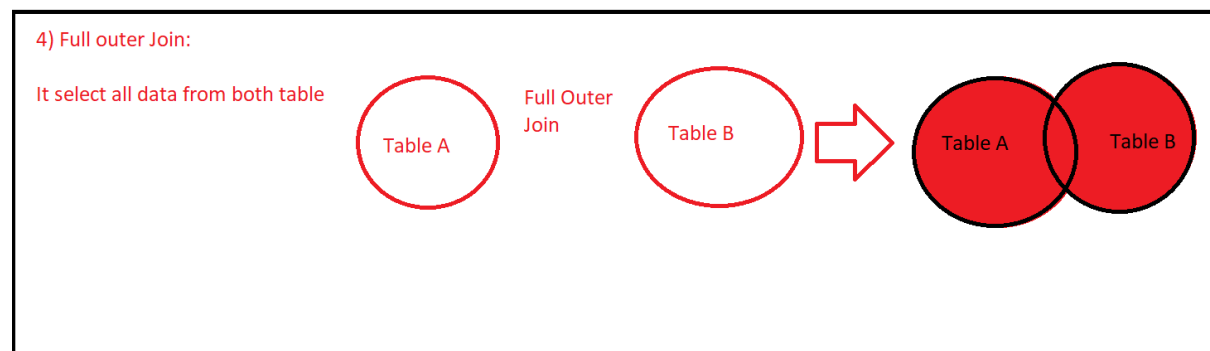 4) Full outer Join:
It select all data from both table
Table A
Full Outer
Join
Table B
Table A
Table B